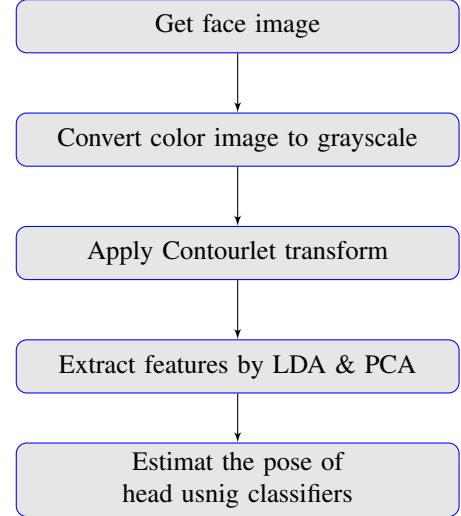 Get face image
Convert color image to grayscale
Apply Contourlet transform
Extract features by LDA & PCA
Estimat the pose of
head usnig classifiers